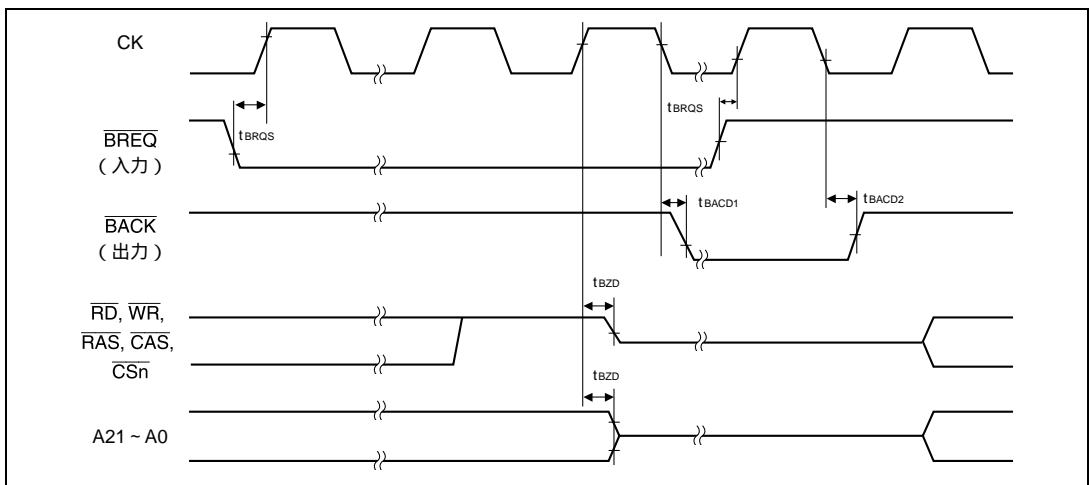 CK
tBRQS
tBRQS
BREQ
(入力)
tBACD1
tBACD2
BACK
(出力)
tBZD
RD, WR,
RAS, CAS,
CSn
tBZD
A21 ~ A0